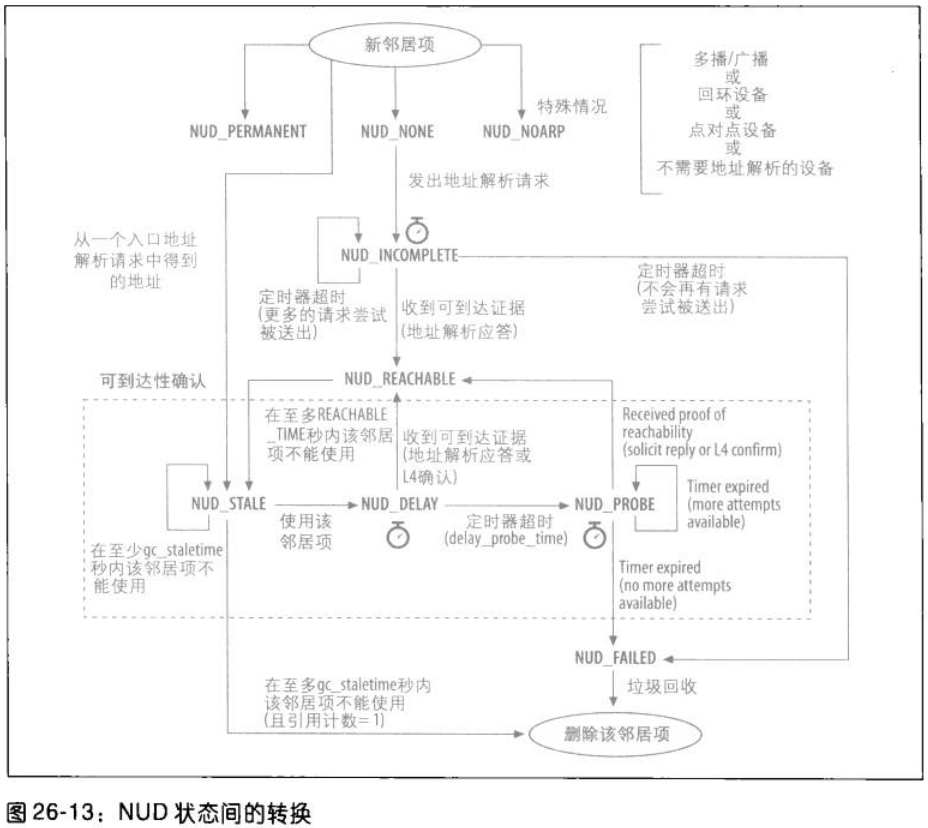 新邻居项
特殊情况
NUD_PERMANENT
NUD_NONE
NUD_NOARP
多播/广播
或
回环设备
或
点对点设备
或
不需要地址解析的设备
发出地址解析请求
从一个入口地址
解析请求中得到
的地址
NUD_INCOMPLETE
定时器超时
(更多的请求尝试
被送出)
收到可到达证据
(地址解析应答)
定时器超时
(不会再有请求
尝试被送出)
可到达性确认
NUD_REACHABLE
在至多REACHABLE
_TIME秒内该邻居
项不能使用
收到可到达证据
(地址解析应答或
L4确认)
Received proof of
reachability
(solicit reply or L4 confirm)
NUD_STALE
使用该
邻居项
NUD_DELAY
定时器超时
(delay_probe_time)
NUD_PROBE
Timer expired
(more attempts
available)
在至少gc_staletime
秒内该邻居项不
能使用
Timer expired
(no more attempts
available)
NUD_FAILED
垃圾回收
在至多gc_staletime秒内
该邻居项不能使用
(且引用计数=1)
删除该邻居项
图26-13：NUD 状态间的转换